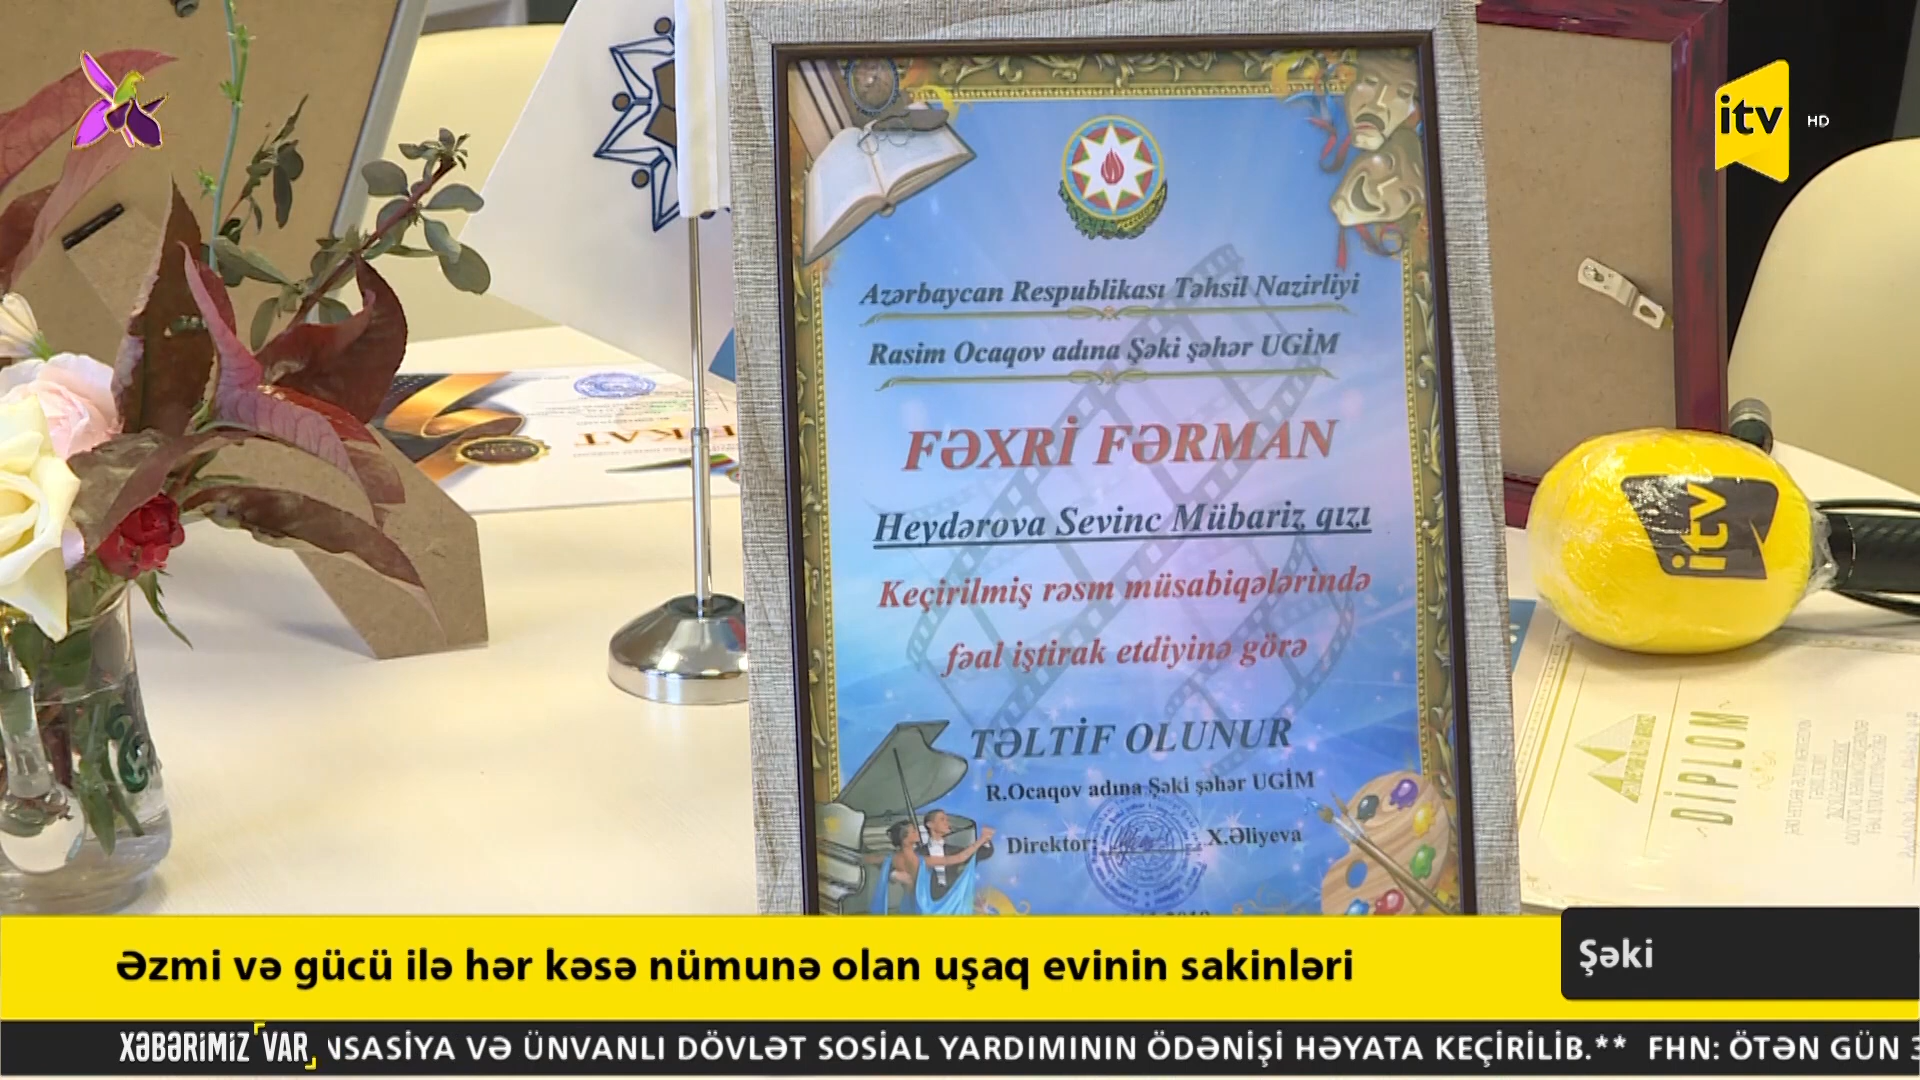 itv HD
Azərbaycan Respublikası Təhsil Nazirliyi
Rasim Ocaqov adına Şəki şəhər UGİM
FƏXRİ FƏRMAN
Heydərova Sevinc Mübariz qızı
Keçirilmiş rəsm müsabiqələrində
fəal iştirak etdiyinə görə
TƏLTİF OLUNUR
R.Ocaqov adına Şəki şəhər UGİM
Direktor: X.Əliyeva
itv
DİPLOM
Əzmi və gücü ilə hər kəsə nümunə olan uşaq evinin sakinləri
Şəki
XƏBƏRİMİZ VAR NSASİYA VƏ ÜNVANLI DÖVLƏT SOSİAL YARDIMININ ÖDƏNİŞİ HƏYATA KEÇİRİLİB.** FHN: ÖTƏN GÜN 3